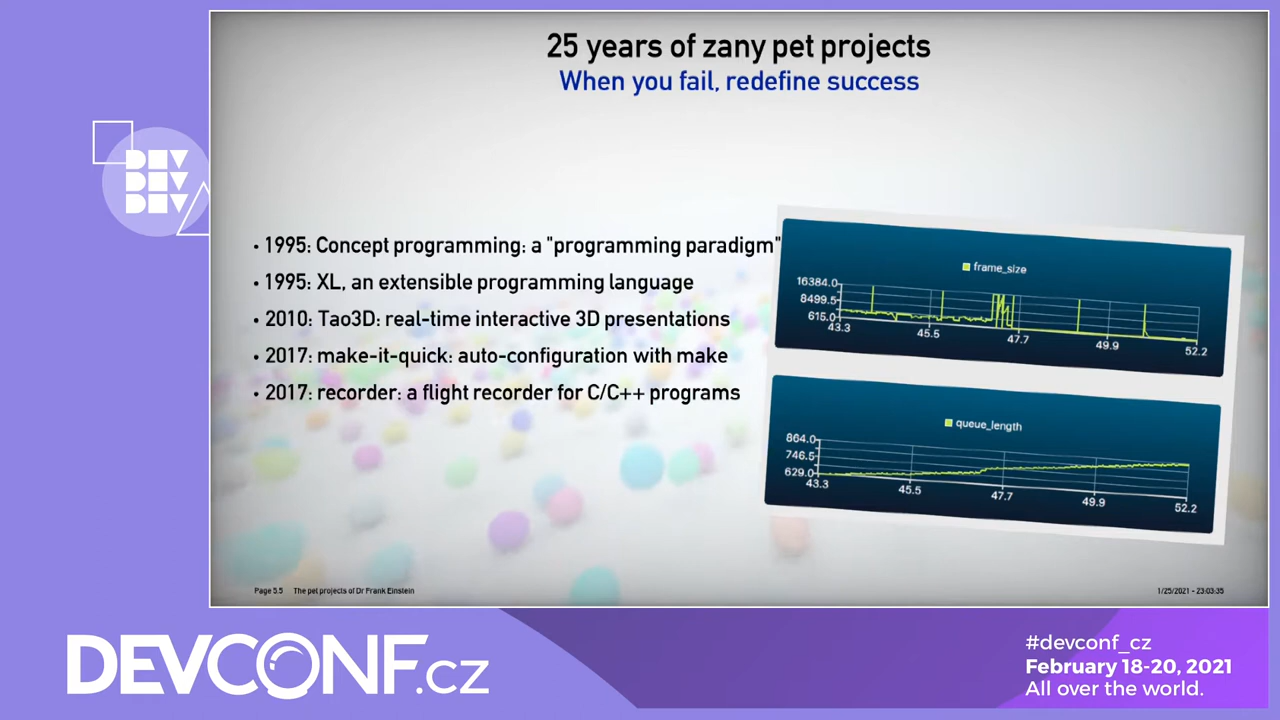 25 years of zany pet projects
When you fail, redefine success
DEV
DEV
DEV
• 1995: Concept programming: a "programming paradigm"
• 1995: XL, an extensible programming language
• 2010: Tao3D: real-time interactive 3D presentations
• 2017: make-it-quick: auto-configuration with make
• 2017: recorder: a flight recorder for C/C++ programs
frame_size
16384.0
8499.5
615.0
43.3
45.5
47.7
49.9
52.2
queue_length
864.0
746.5
629.0
43.3
45.5
47.7
49.9
52.2
Page 5.5 The pet projects of Dr Frank Einstein
1/25/2021 - 23:03:35
DEVCONF.cz
#devconf_cz
February 18-20, 2021
All over the world.